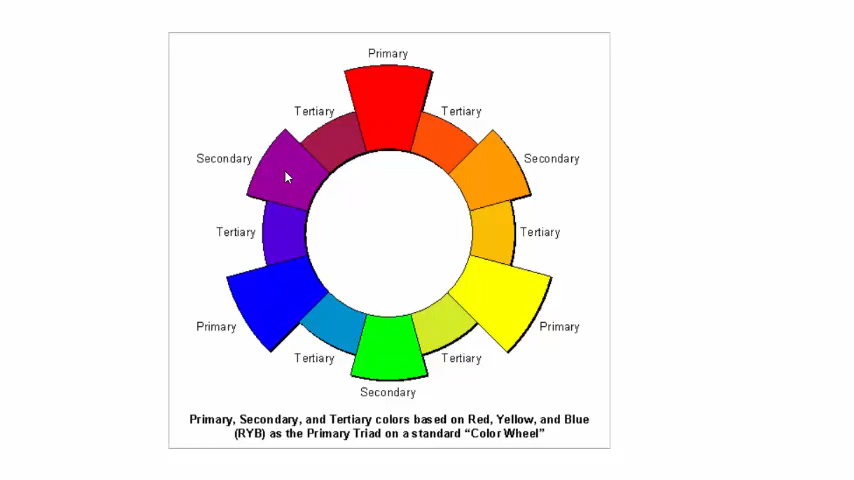 Primary
Tertiary
Tertiary
Secondary
Secondary
Tertiary
Tertiary
Primary
Primary
Tertiary
Tertiary
Secondary
Primary, Secondary, and Tertiary colors based on Red, Yellow, and Blue
(RYB) as the Primary Triad on a standard “Color Wheel”